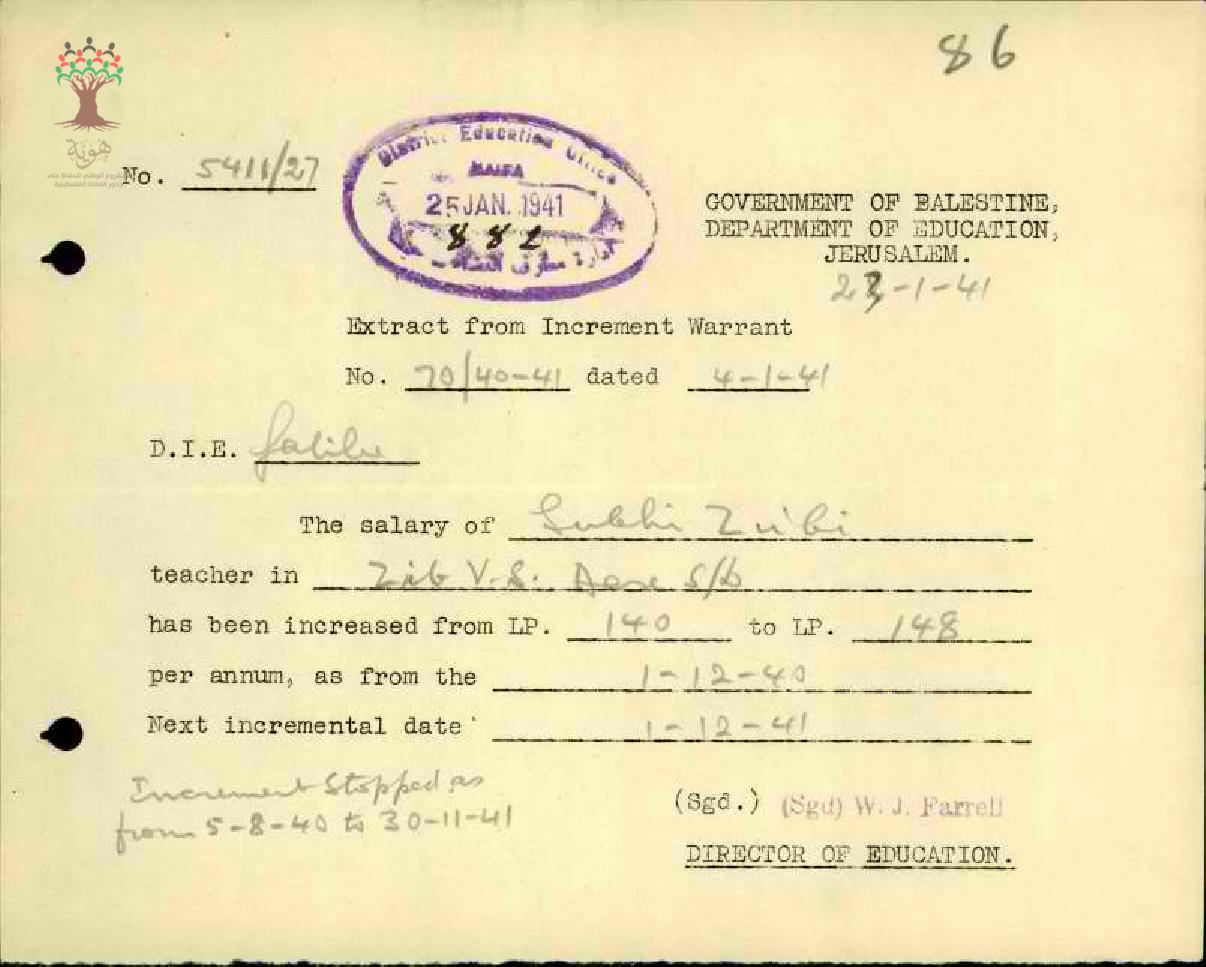 86
هوية
No. 5411/27
District Education Office
HAIFA
25 JAN. 1941
882
GOVERNMENT OF PALESTINE,
DEPARTMENT OF EDUCATION,
JERUSALEM.
23-1-41
Extract from Increment Warrant
No. 70/40-41 dated 4-1-41
D.I.E. Galilee
The salary of Subhi Zu'bi
teacher in Zib V.S. Acre S/D
has been increased from LP. 140 to LP. 148
per annum, as from the 1-12-40
Next incremental date 1-12-41
Increment Stopped as
from 5-8-40 to 30-11-41
(Sgd.) (Sgd) W. J. Farrell
DIRECTOR OF EDUCATION.